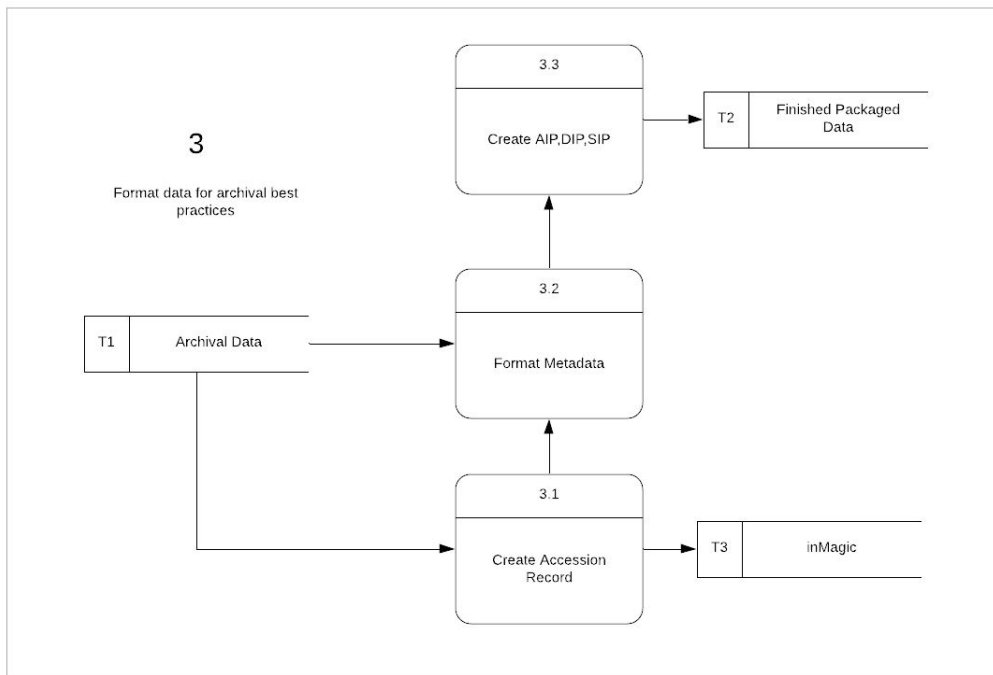 3
Format data for archival best
practices
3.3
Create AIP,DIP,SIP
T2
Finished Packaged
Data
3.2
Format Metadata
T1
Archival Data
3.1
Create Accession
Record
T3
inMagic